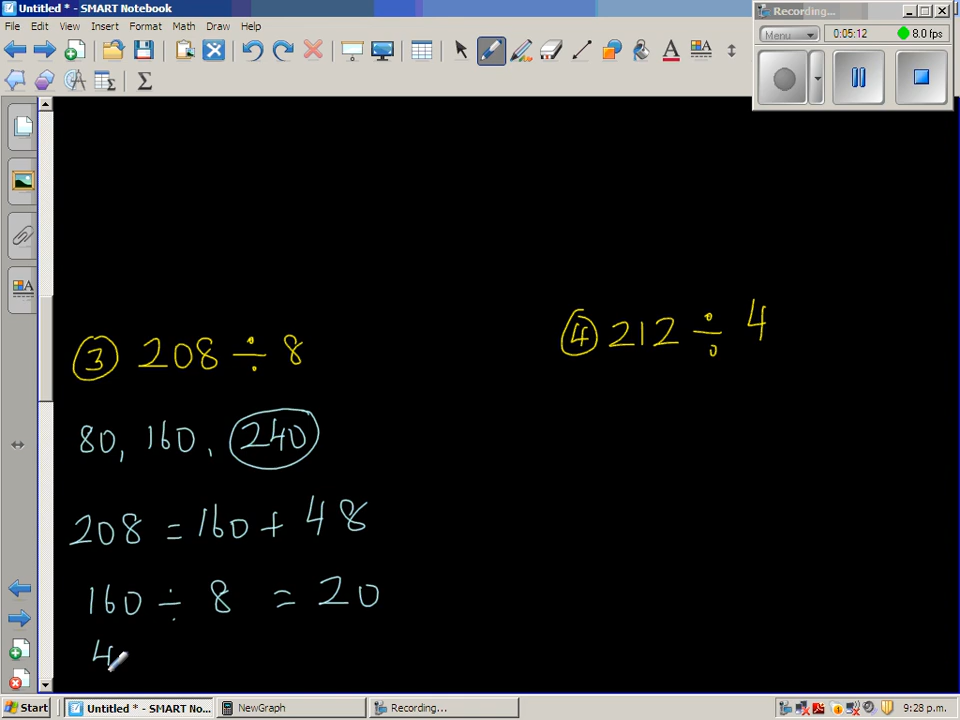 Untitled * - SMART Notebook
Recording...
File Edit View Insert Format Math Draw Help
Menu 0:05:12 8.0 fps
③ 208 ÷ 8
④ 212 ÷ 4
80, 160, 240
208 = 160 + 48
160 ÷ 8 = 20
4
Start Untitled * - SMART No... NewGraph Recording... 9:28 p.m.